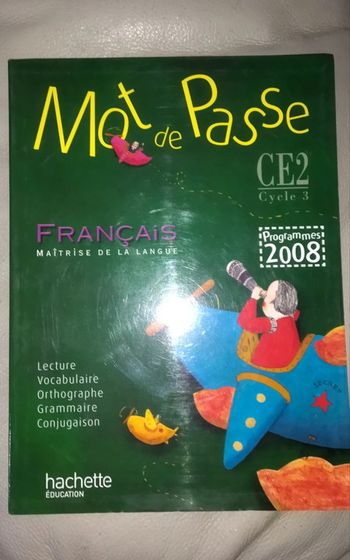 Mot de Passe
CE2
Cycle 3
FRANÇAIS
MAÎTRISE DE LA LANGUE
Programmes
2008
Lecture
Vocabulaire
Orthographe
Grammaire
Conjugaison
SECRET
hachette
ÉDUCATION